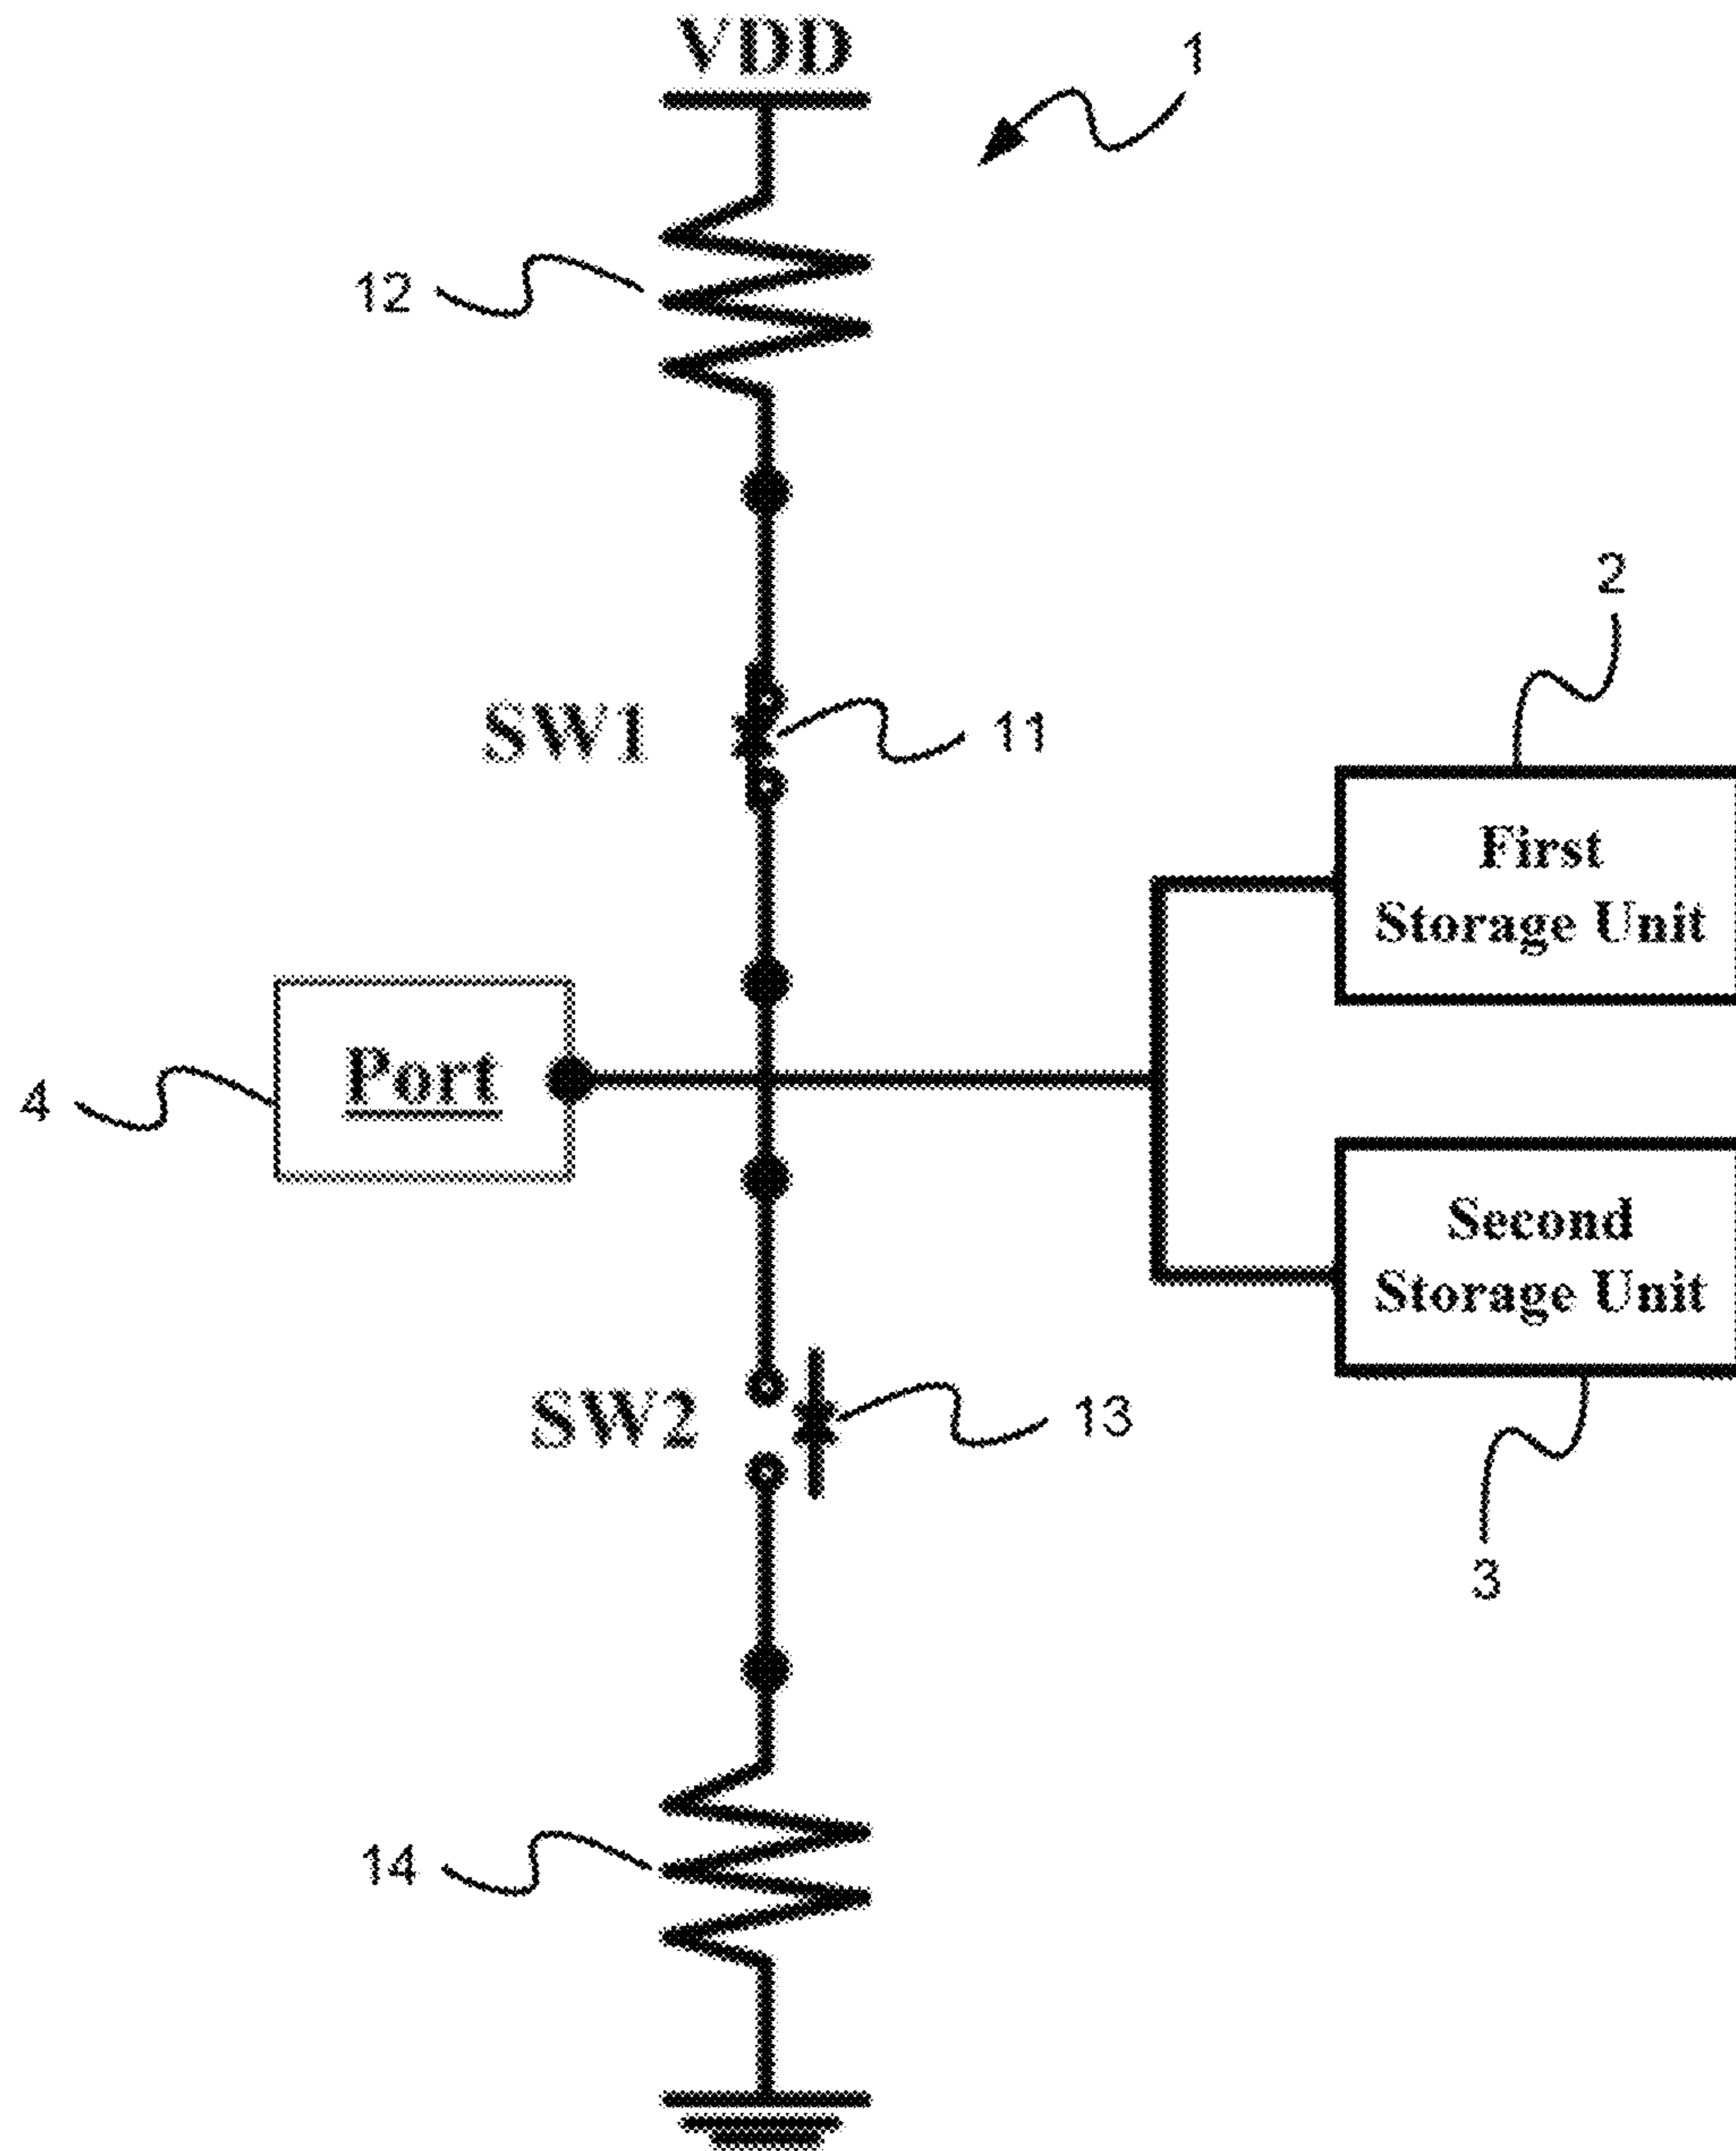 VDD
1
12
2
SW1
11
First
Storage Unit
Port
4
Second
Storage Unit
SW2
13
3
14